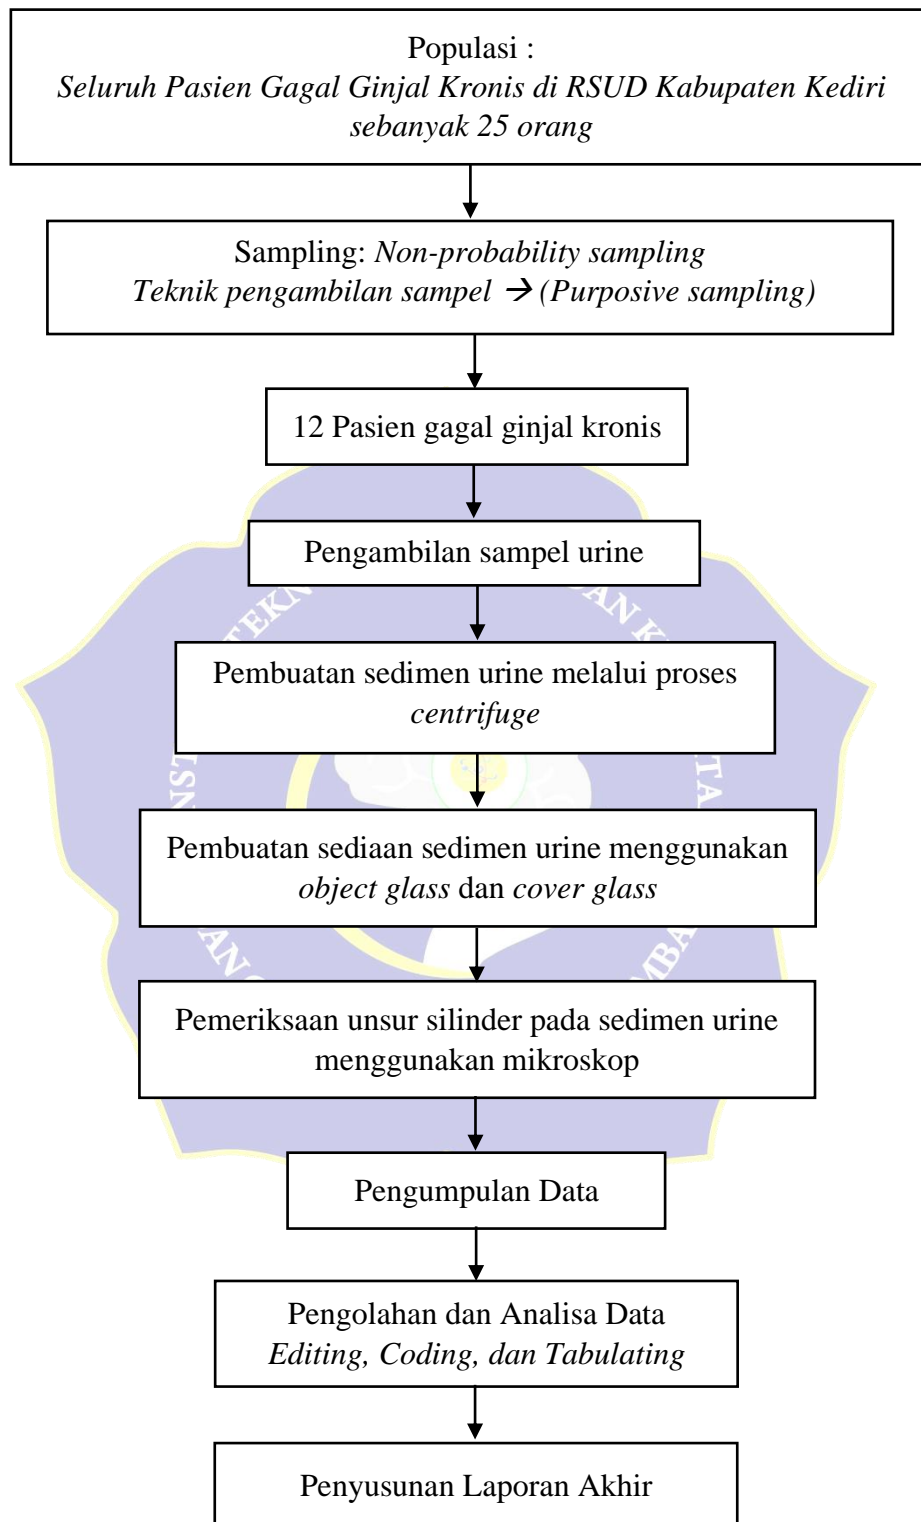 Populasi :
Seluruh Pasien Gagal Ginjal Kronis di RSUD Kabupaten Kediri
sebanyak 25 orang
Sampling: Non-probability sampling
Teknik pengambilan sampel → (Purposive sampling)
12 Pasien gagal ginjal kronis
Pengambilan sampel urine
Pembuatan sedimen urine melalui proses
centrifuge
Pembuatan sediaan sedimen urine menggunakan
object glass dan cover glass
Pemeriksaan unsur silinder pada sedimen urine
menggunakan mikroskop
Pengumpulan Data
Pengolahan dan Analisa Data
Editing, Coding, dan Tabulating
Penyusunan Laporan Akhir